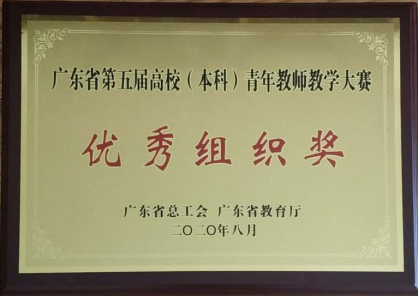 广东省第五届高校（本科）青年教师教学大赛
优秀组织奖
广东省总工会 广东省教育厅
二〇二〇年八月